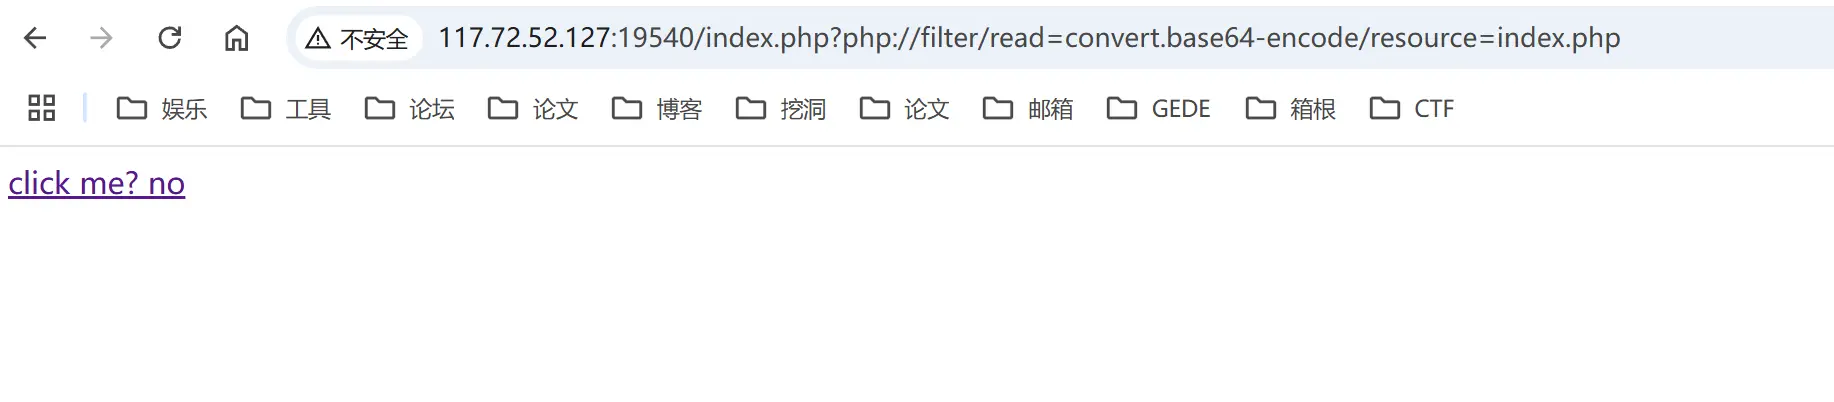 不安全 117.72.52.127:19540/index.php?php://filter/read=convert.base64-encode/resource=index.php
娱乐 工具 论坛 论文 博客 挖洞 论文 邮箱 GEDE 箱根 CTF
click me? no